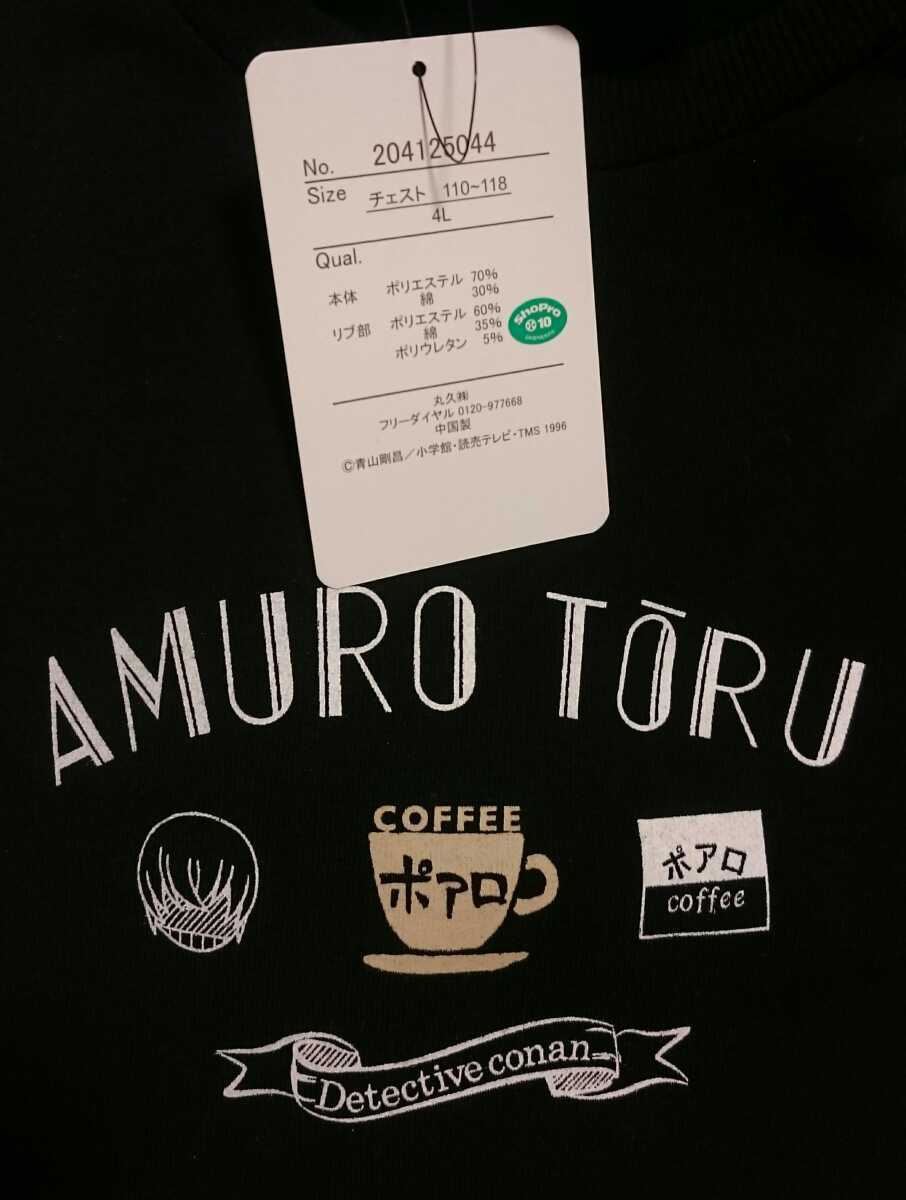 No. 204125044
Size チェスト 110~118
4L
Qual.
本体 ポリエステル 70%
綿 30%
リブ部 ポリエステル 60%
綿 35%
ポリウレタン 5%
ShoPro
10
丸久㈱
フリーダイヤル 0120-977668
中国製
©青山剛昌／小学館・読売テレビ・TMS 1996
AMURO TŌRU
COFFEE
ポアロ
ポアロ
coffee
Detective conan